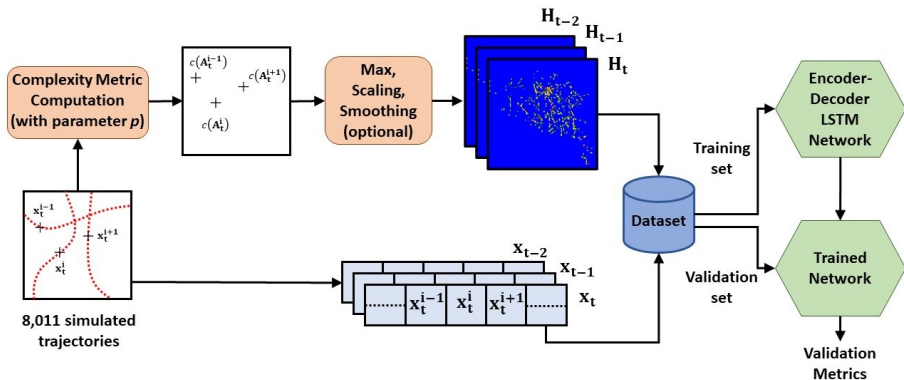 Complexity Metric
Computation
(with parameter p)
c(A_t^{i-1})
c(A_t^{i+1})
c(A_t^i)
Max,
Scaling,
Smoothing
(optional)
H_{t-2}
H_{t-1}
H_t
Encoder-
Decoder
LSTM
Network
Training
set
Dataset
Validation
set
Trained
Network
Validation
Metrics
x_t^{i-1}
x_t^{i+1}
x_t^i
8,011 simulated
trajectories
x_{t-2}
x_{t-1}
x_t
x_t^{i-1} x_t^i x_t^{i+1}